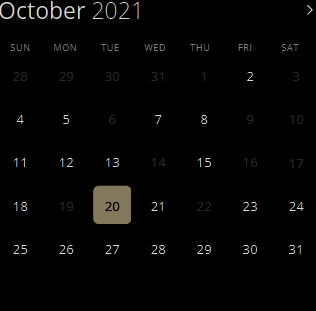 October 2021 >
SUN MON TUE WED THU FRI SAT
28 29 30 31 1 2 3
4 5 6 7 8 9 10
11 12 13 14 15 16 17
18 19 20 21 22 23 24
25 26 27 28 29 30 31